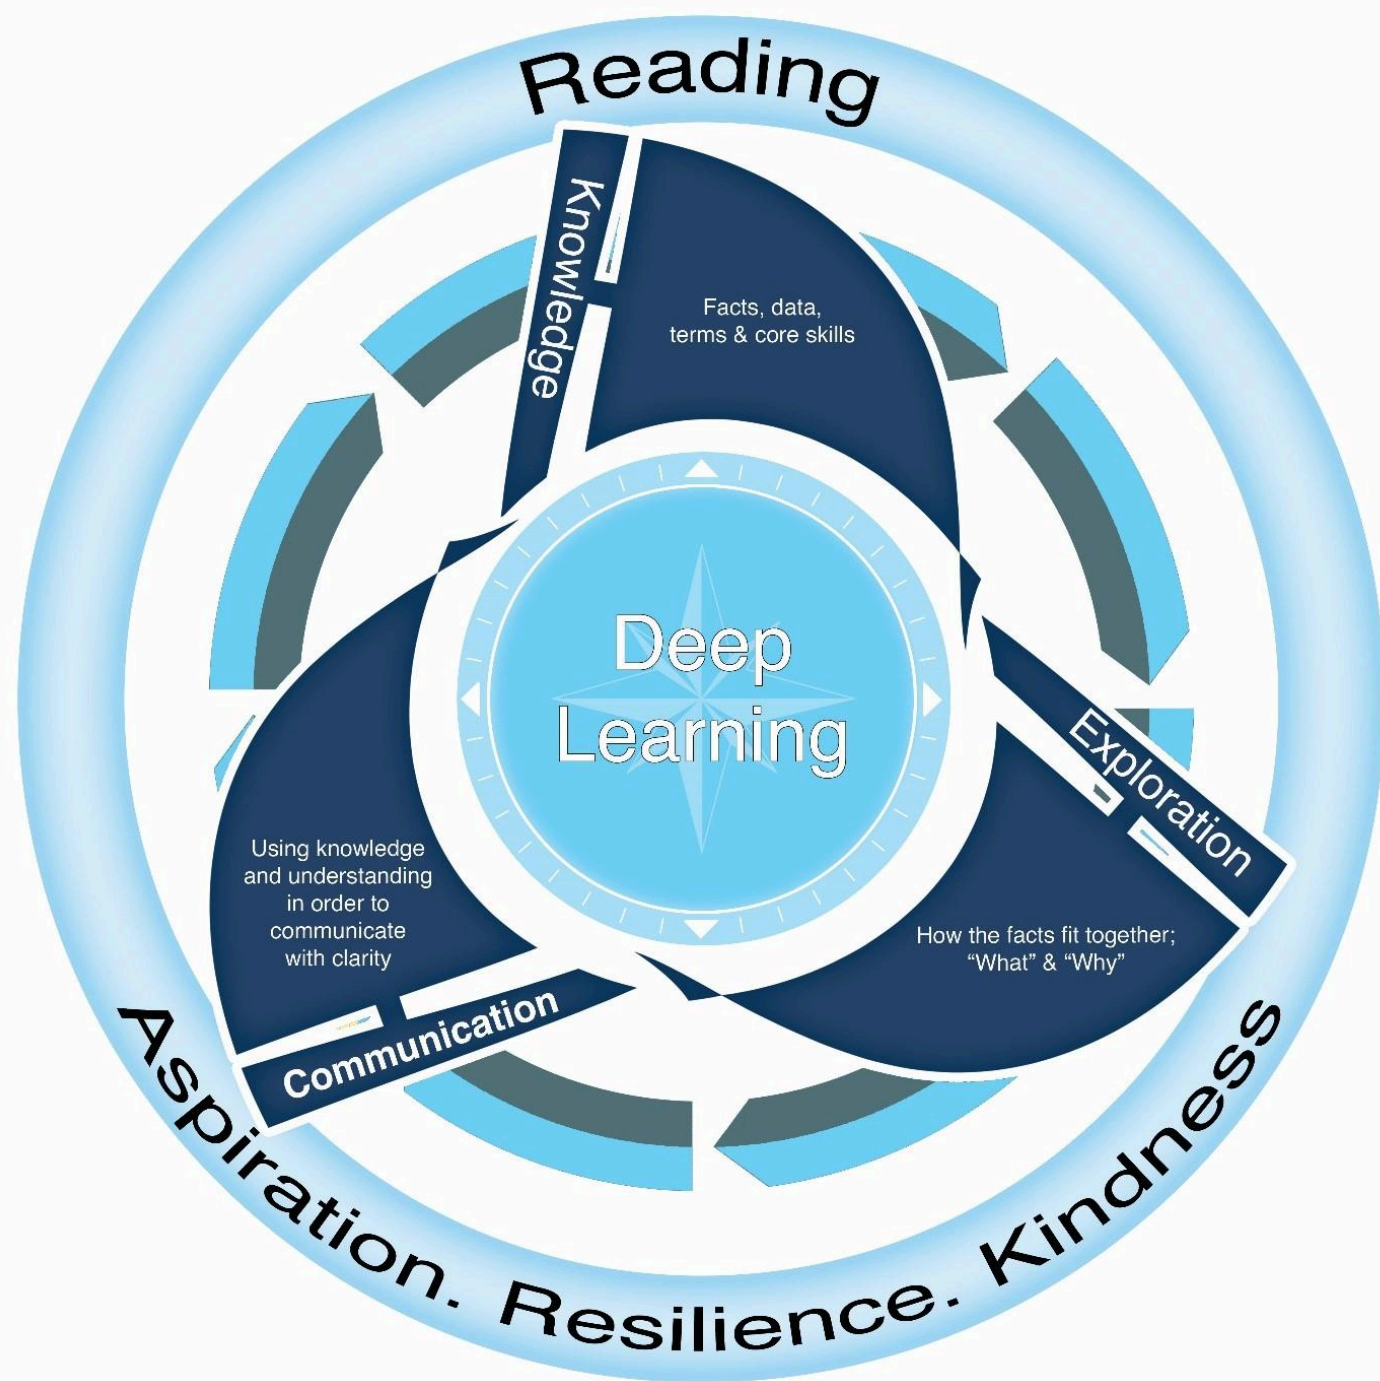 Reading
Knowledge
Facts, data,
terms & core skills
Deep
Learning
Exploration
How the facts fit together;
“What” & “Why”
Using knowledge
and understanding
in order to
communicate
with clarity
Communication
Aspiration. Resilience. Kindness